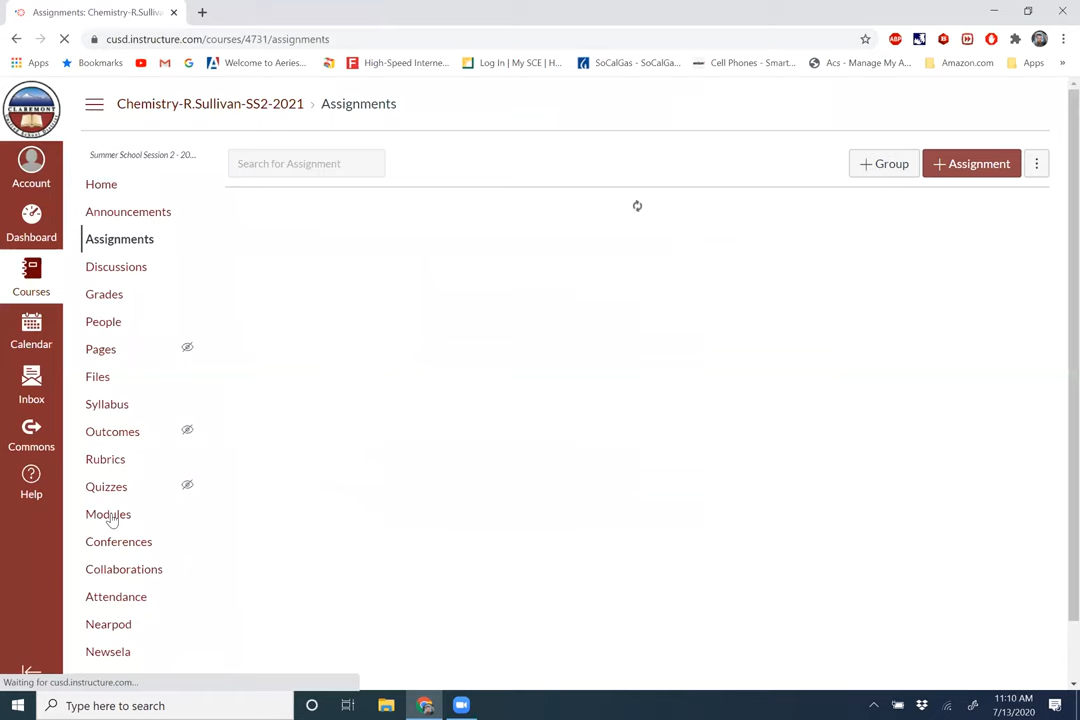 Assignments: Chemistry-R.Sulliva
cusd.instructure.com/courses/4731/assignments
ABP
Apps Bookmarks Welcome to Aeries... High-Speed Interne... Log In | My SCE | H... SoCalGas - SoCalGa... Cell Phones - Smart... Acs - Manage My A... Amazon.com Apps »
CLAREMONT
Chemistry-R.Sullivan-SS2-2021 › Assignments
Summer School Session 2 - 20...
Search for Assignment
+ Group
+ Assignment
Account
Dashboard
Courses
Calendar
Inbox
Commons
Help
Home
Announcements
Assignments
Discussions
Grades
People
Pages
Files
Syllabus
Outcomes
Rubrics
Quizzes
Modules
Conferences
Collaborations
Attendance
Nearpod
Newsela
Waiting for cusd.instructure.com...
Type here to search
11:10 AM
7/13/2020